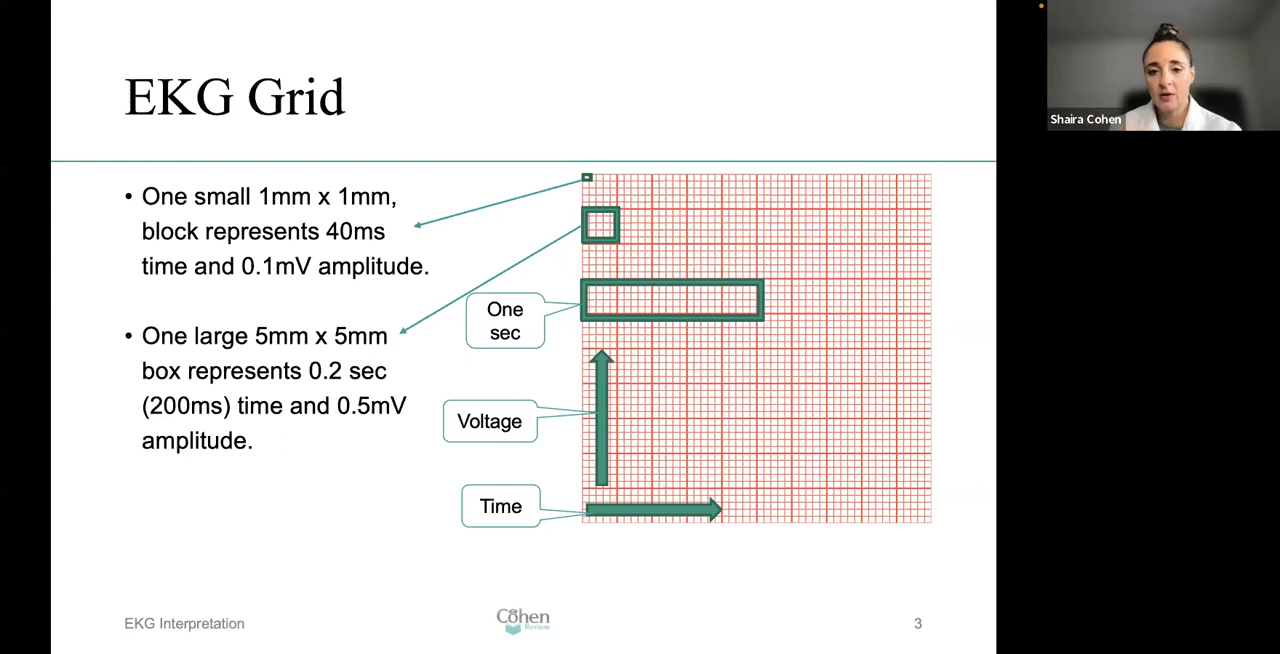 EKG Grid
• One small 1mm x 1mm,
block represents 40ms
time and 0.1mV amplitude.
• One large 5mm x 5mm
box represents 0.2 sec
(200ms) time and 0.5mV
amplitude.
One
sec
Voltage
Time
EKG Interpretation
Cohen
Review
3
Shaira Cohen